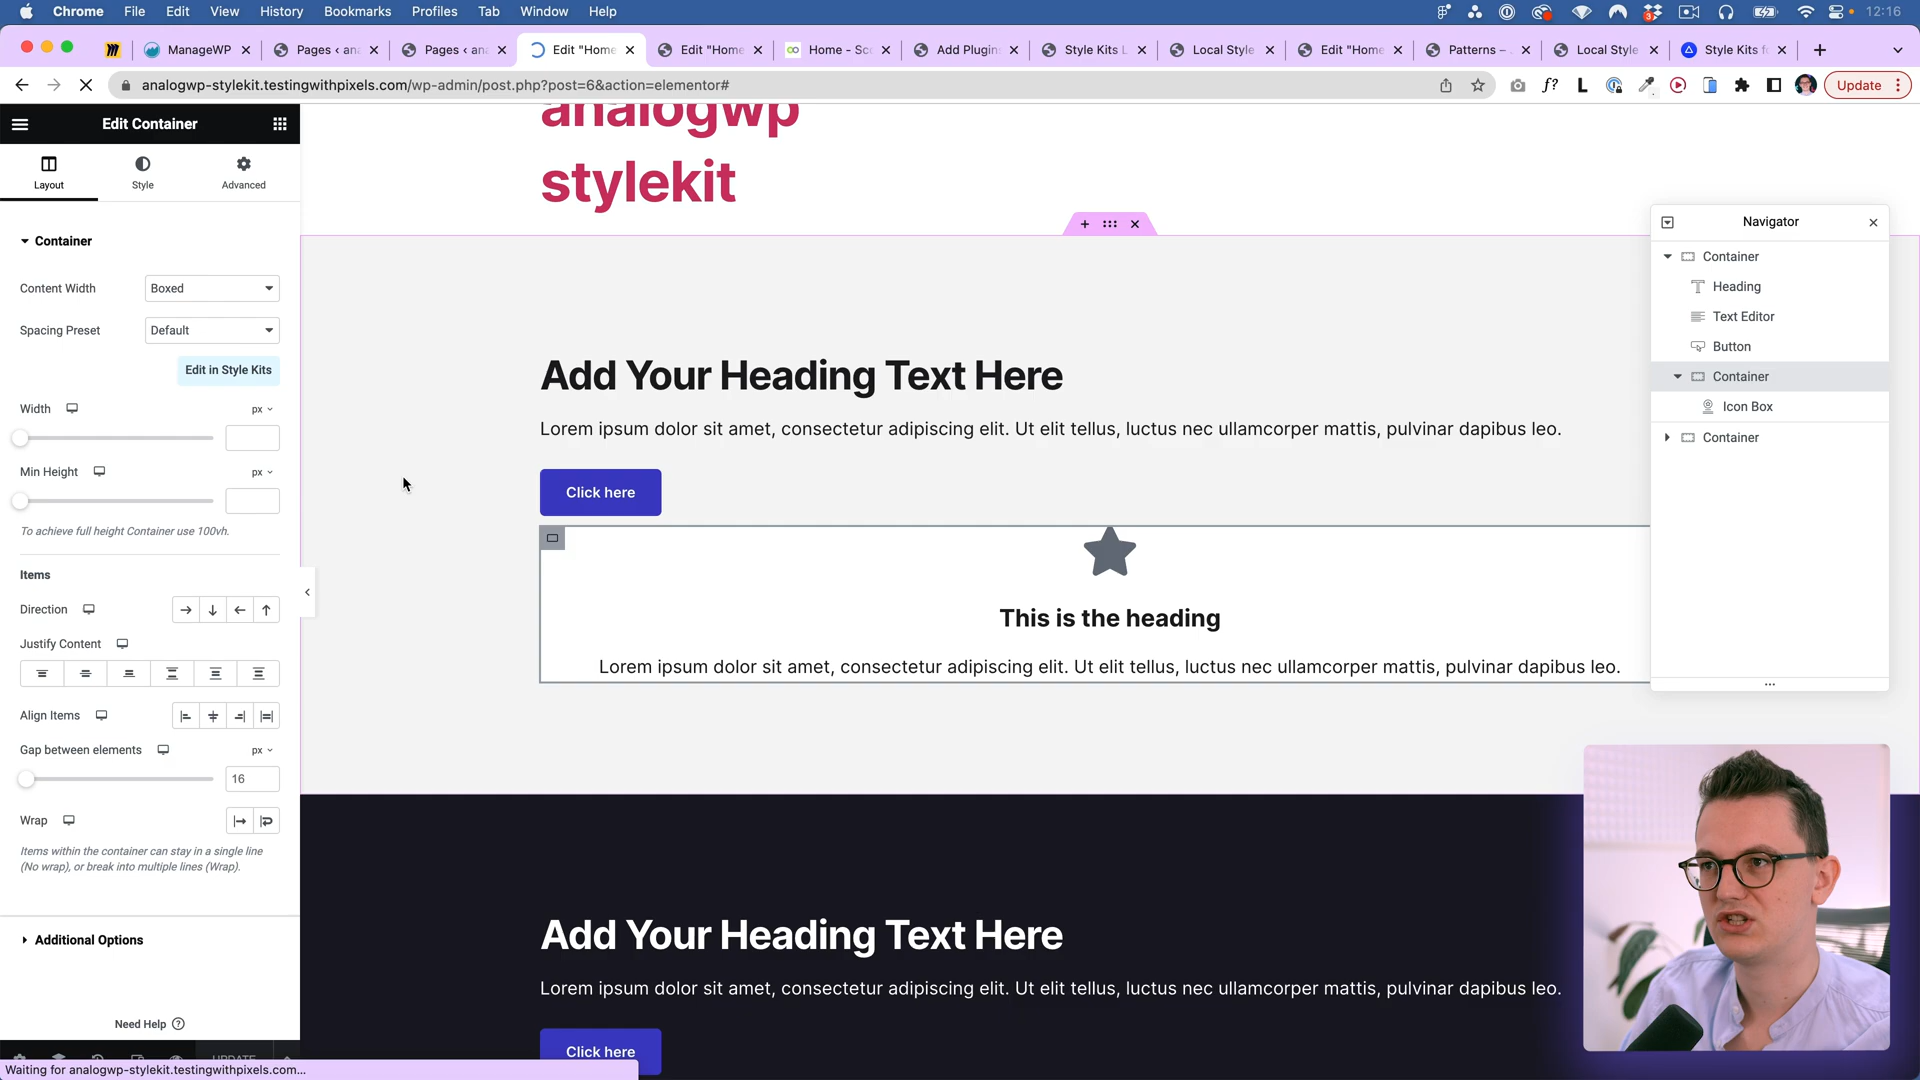 Chrome File Edit View History Bookmarks Profiles Tab Window Help 3 12:16
ManageWP Pages ‹ an Pages ‹ an Edit "Home Edit "Home Home - Sc Add Plugin Style Kits L Local Style Edit "Home Patterns – Local Style Style Kits f
analogwp-stylekit.testingwithpixels.com/wp-admin/post.php?post=6&action=elementor# f? L Update
Edit Container
Layout Style Advanced
Container
Content Width Boxed
Spacing Preset Default
Edit in Style Kits
Width px
Min Height px
To achieve full height Container use 100vh.
Items
Direction
Justify Content
Align Items
Gap between elements px
16
Wrap
Items within the container can stay in a single line
(No wrap), or break into multiple lines (Wrap).
Additional Options
Need Help ?
UPDATE
Waiting for analogwp-stylekit.testingwithpixels.com...
analogwp
stylekit
Add Your Heading Text Here
Lorem ipsum dolor sit amet, consectetur adipiscing elit. Ut elit tellus, luctus nec ullamcorper mattis, pulvinar dapibus leo.
Click here
This is the heading
Lorem ipsum dolor sit amet, consectetur adipiscing elit. Ut elit tellus, luctus nec ullamcorper mattis, pulvinar dapibus leo.
Add Your Heading Text Here
Lorem ipsum dolor sit amet, consectetur adipiscing elit. Ut elit tellus, luctus nec ullamcorper mattis, pulvinar dapibus leo.
Click here
Navigator
Container
Heading
Text Editor
Button
Container
Icon Box
Container